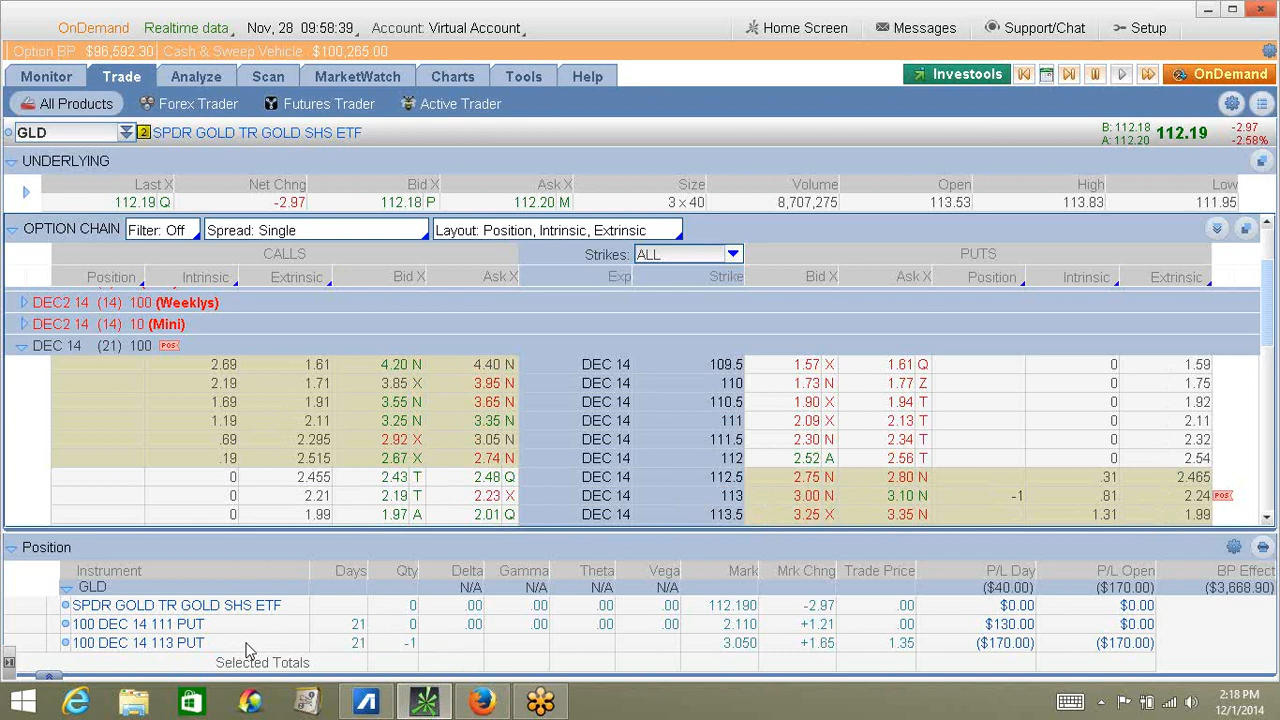 OnDemand Realtime data Nov, 28 09:58:39 Account: Virtual Account Home Screen Messages Support/Chat Setup
Option BP $96,592.30 Cash & Sweep Vehicle $100,265.00
Monitor Trade Analyze Scan MarketWatch Charts Tools Help Investools OnDemand
All Products Forex Trader Futures Trader Active Trader
GLD 2 SPDR GOLD TR GOLD SHS ETF B: 112.18 A: 112.20 112.19 -2.97 -2.58%
UNDERLYING
Last X Net Chng Bid X Ask X Size Volume Open High Low
112.19 Q -2.97 112.18 P 112.20 M 3 x 40 8,707,275 113.53 113.83 111.95
OPTION CHAIN Filter: Off Spread: Single Layout: Position, Intrinsic, Extrinsic
CALLS Strikes: ALL PUTS
Position Intrinsic Extrinsic Bid X Ask X Exp Strike Bid X Ask X Position Intrinsic Extrinsic
DEC2 14 (14) 100 (Weeklys)
DEC2 14 (14) 10 (Mini)
DEC 14 (21) 100 POS
2.69 1.61 4.20 N 4.40 N DEC 14 109.5 1.57 X 1.61 Q 0 1.59
2.19 1.71 3.85 X 3.95 N DEC 14 110 1.73 N 1.77 Z 0 1.75
1.69 1.91 3.55 N 3.65 N DEC 14 110.5 1.90 X 1.94 T 0 1.92
1.19 2.11 3.25 N 3.35 N DEC 14 111 2.09 X 2.13 T 0 2.11
.69 2.295 2.92 X 3.05 N DEC 14 111.5 2.30 N 2.34 T 0 2.32
.19 2.515 2.67 X 2.74 N DEC 14 112 2.52 A 2.56 T 0 2.54
0 2.455 2.43 T 2.48 Q DEC 14 112.5 2.75 N 2.80 N .31 2.465
0 2.21 2.19 T 2.23 X DEC 14 113 3.00 N 3.10 N -1 .81 2.24 POS
0 1.99 1.97 A 2.01 Q DEC 14 113.5 3.25 X 3.35 N 1.31 1.99
Position
Instrument Days Qty Delta Gamma Theta Vega Mark Mrk Chng Trade Price P/L Day P/L Open BP Effect
GLD N/A N/A N/A N/A ($40.00) ($170.00) ($3,668.90)
SPDR GOLD TR GOLD SHS ETF 0 .00 .00 .00 .00 112.190 -2.97 .00 $0.00 $0.00
100 DEC 14 111 PUT 21 0 .00 .00 .00 .00 2.110 +1.21 .00 $130.00 $0.00
100 DEC 14 113 PUT 21 -1 3.050 +1.65 1.35 ($170.00) ($170.00)
Selected Totals
2:18 PM
12/1/2014